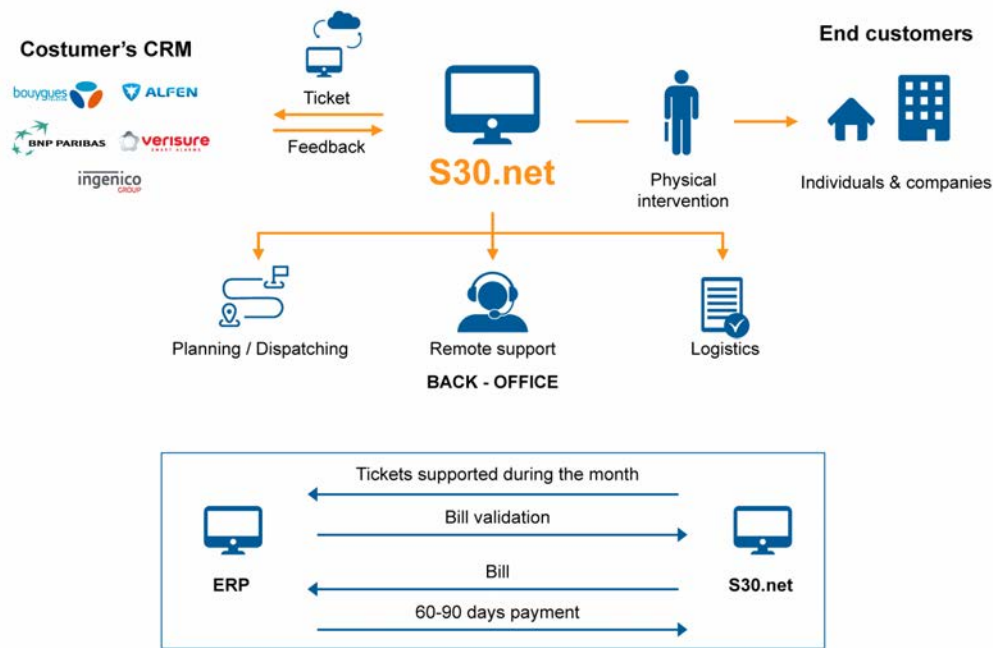 Costumer's CRM
bouygues
ALFEN
BNP PARIBAS
verisure
SMART ALARMS
ingenico
GROUP
Ticket
Feedback
S30.net
Physical
intervention
End customers
Individuals & companies
Planning / Dispatching
Remote support
Logistics
BACK - OFFICE
Tickets supported during the month
Bill validation
ERP
Bill
S30.net
60-90 days payment